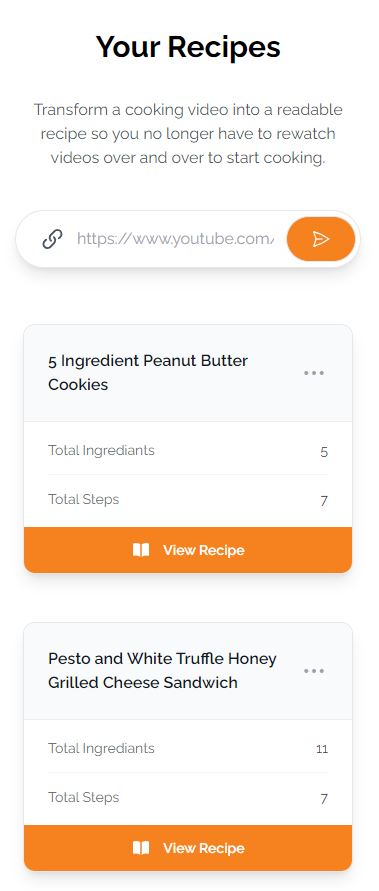 Your Recipes
Transform a cooking video into a readable
recipe so you no longer have to rewatch
videos over and over to start cooking.
https://www.youtube.com/
5 Ingredient Peanut Butter
Cookies
Total Ingrediants
5
Total Steps
7
View Recipe
Pesto and White Truffle Honey
Grilled Cheese Sandwich
Total Ingrediants
11
Total Steps
7
View Recipe